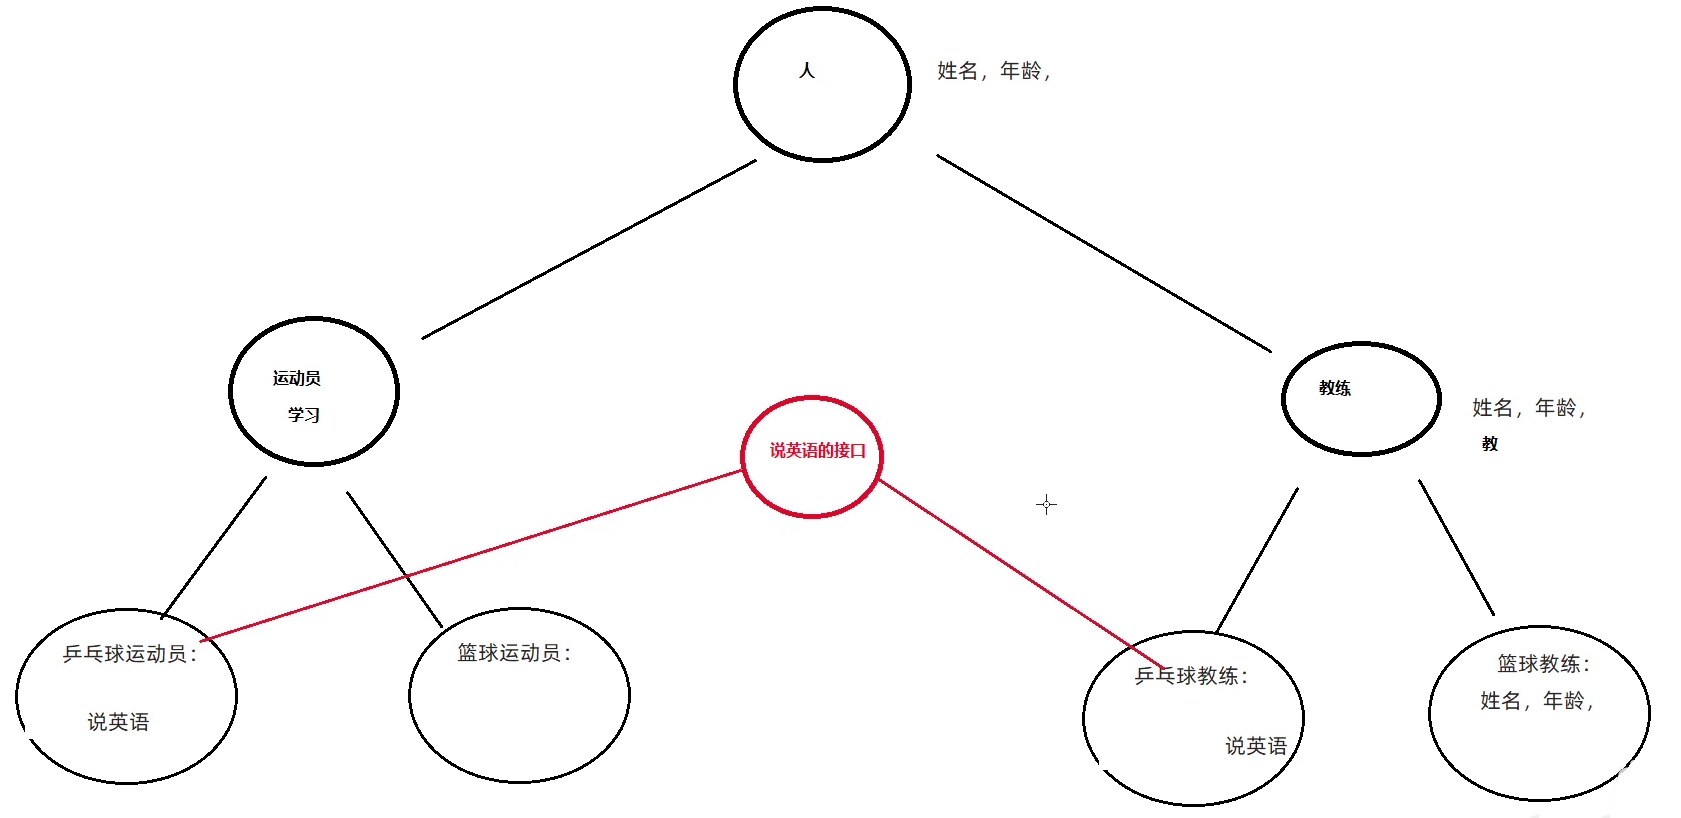 人
姓名，年龄，
运动员
学习
说英语的接口
教练
姓名，年龄，
教
乒乓球运动员：
说英语
篮球运动员：
乒乓球教练：
说英语
篮球教练：
姓名，年龄，